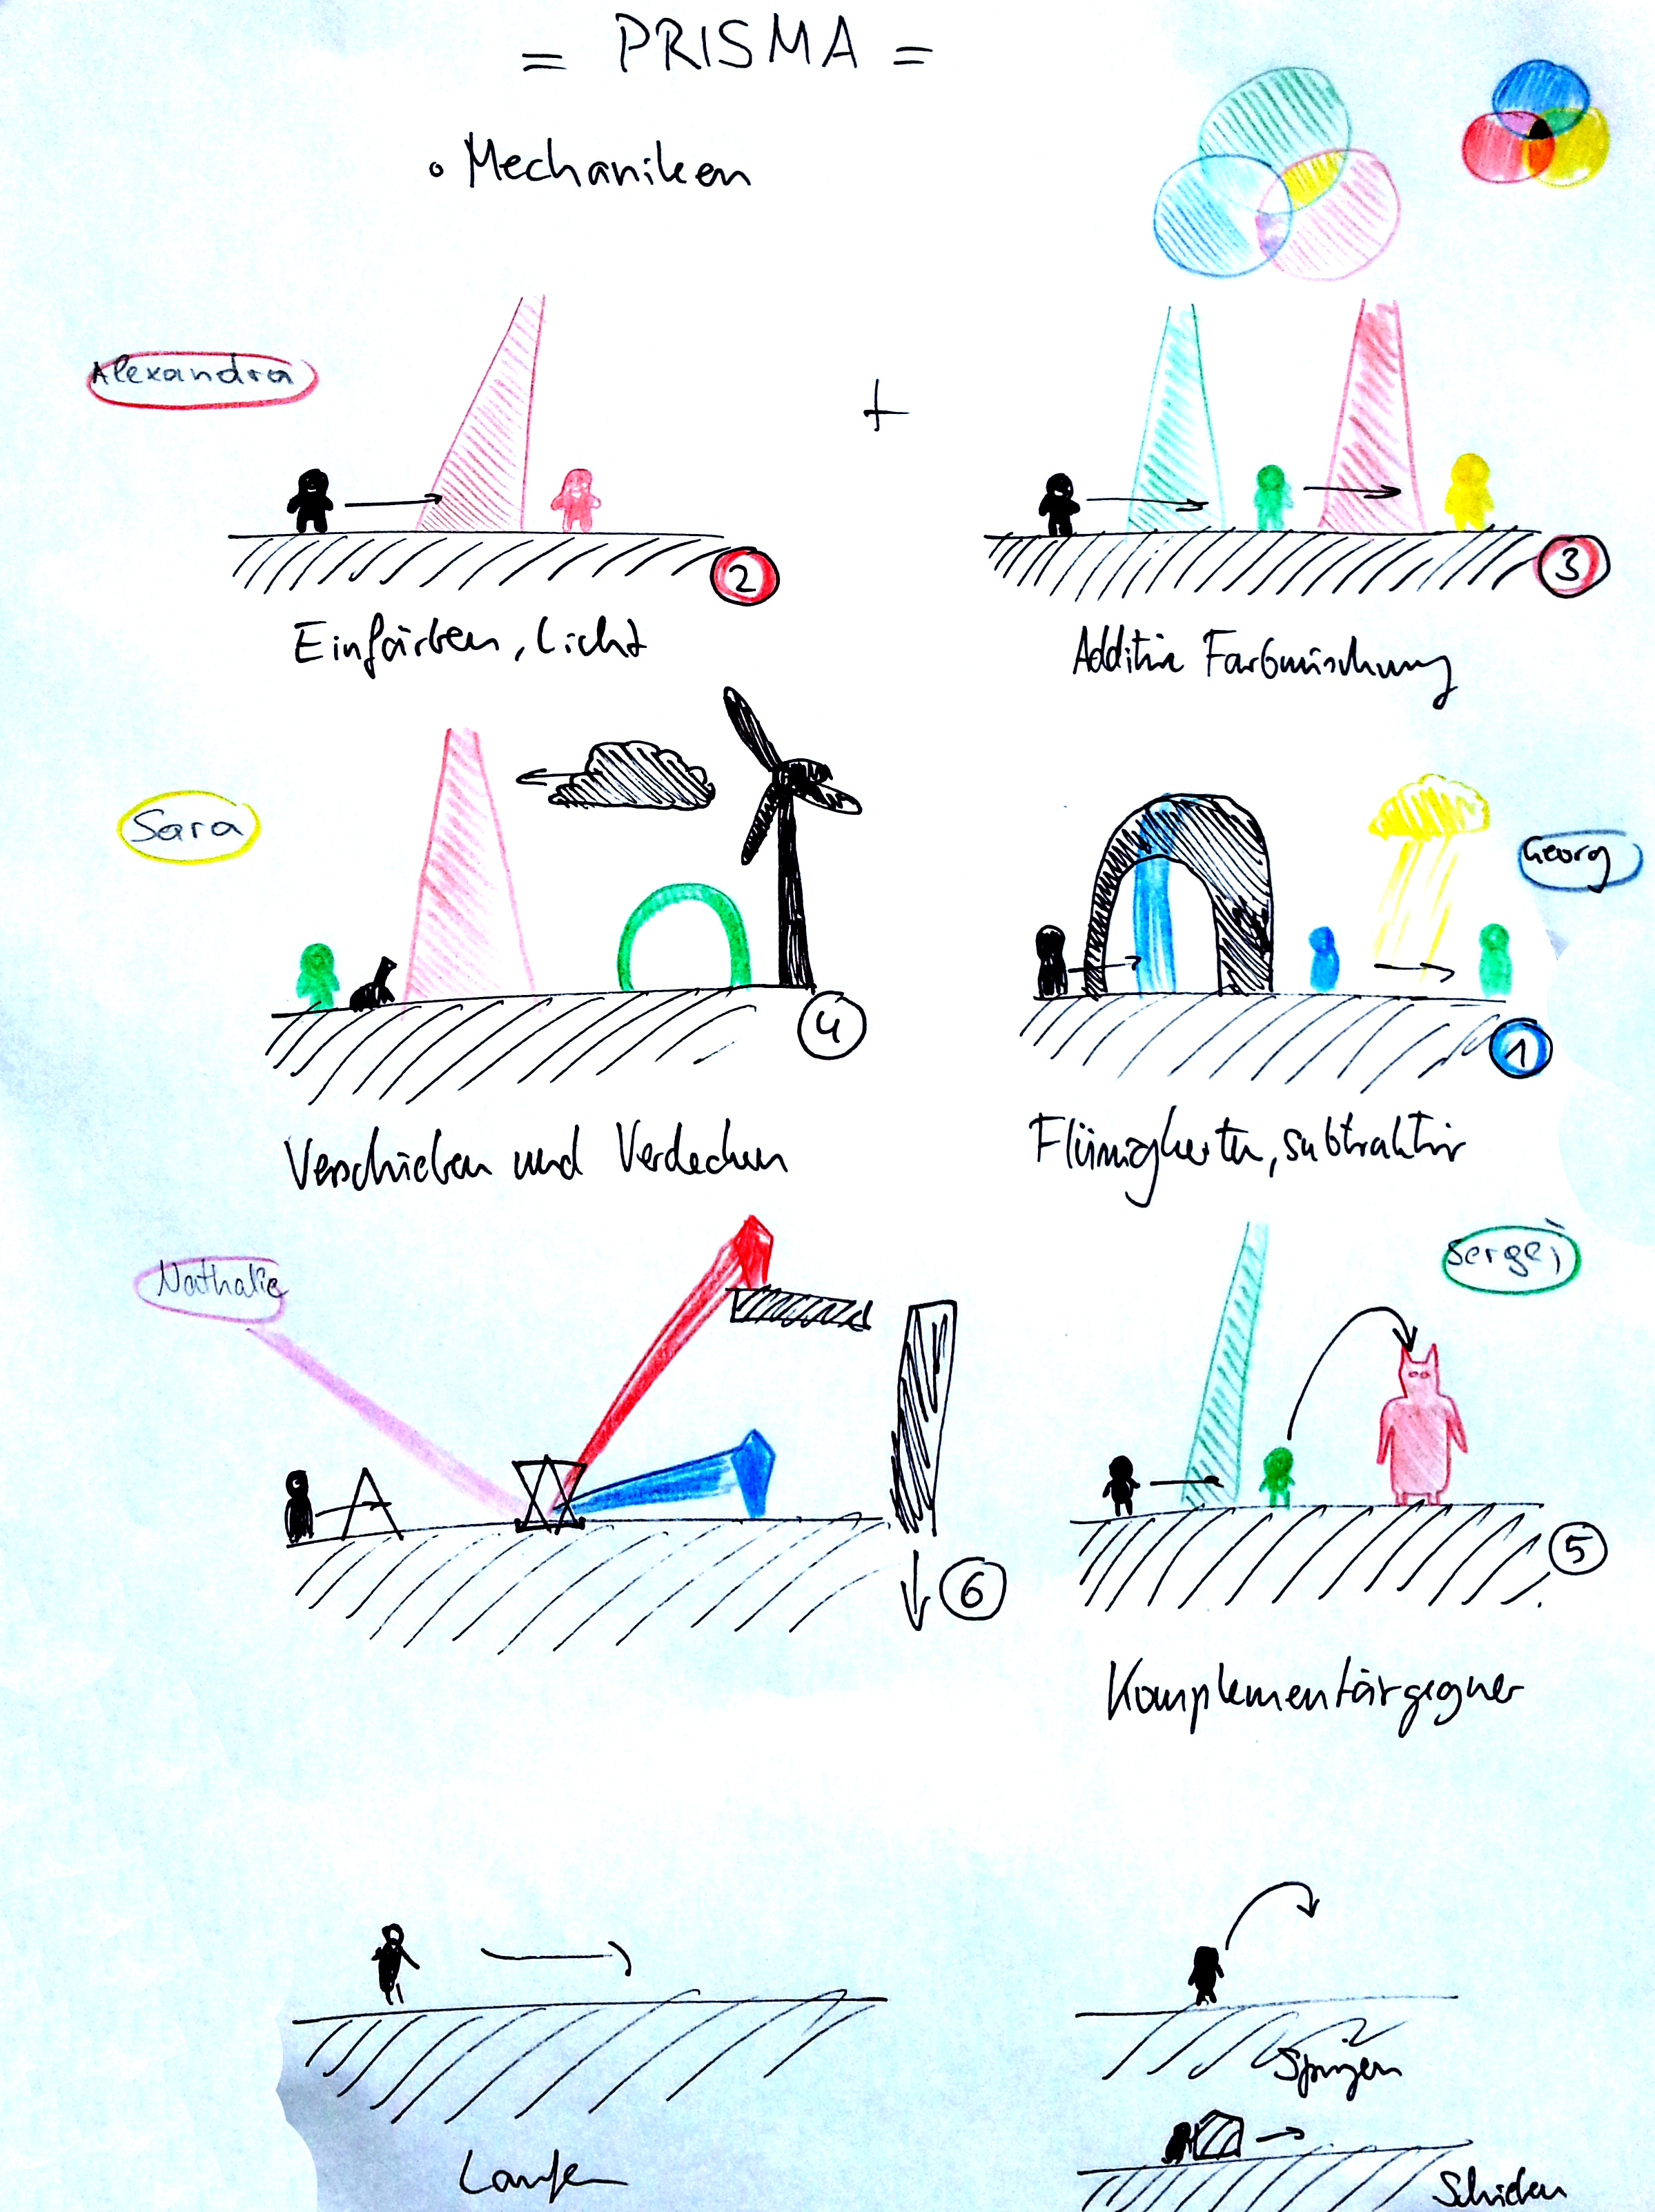 = PRISMA =
• Mechaniken
Alexandra
+
2
3
Einfärben, Licht
Additive Farbmischung
Sara
Georg
4
1
Verschieben und Verdecken
Flüssigkeiten, subtraktiv
Nathalie
Sergej
6
5
Komplementärgegner
Springen
Laufen
Schieben